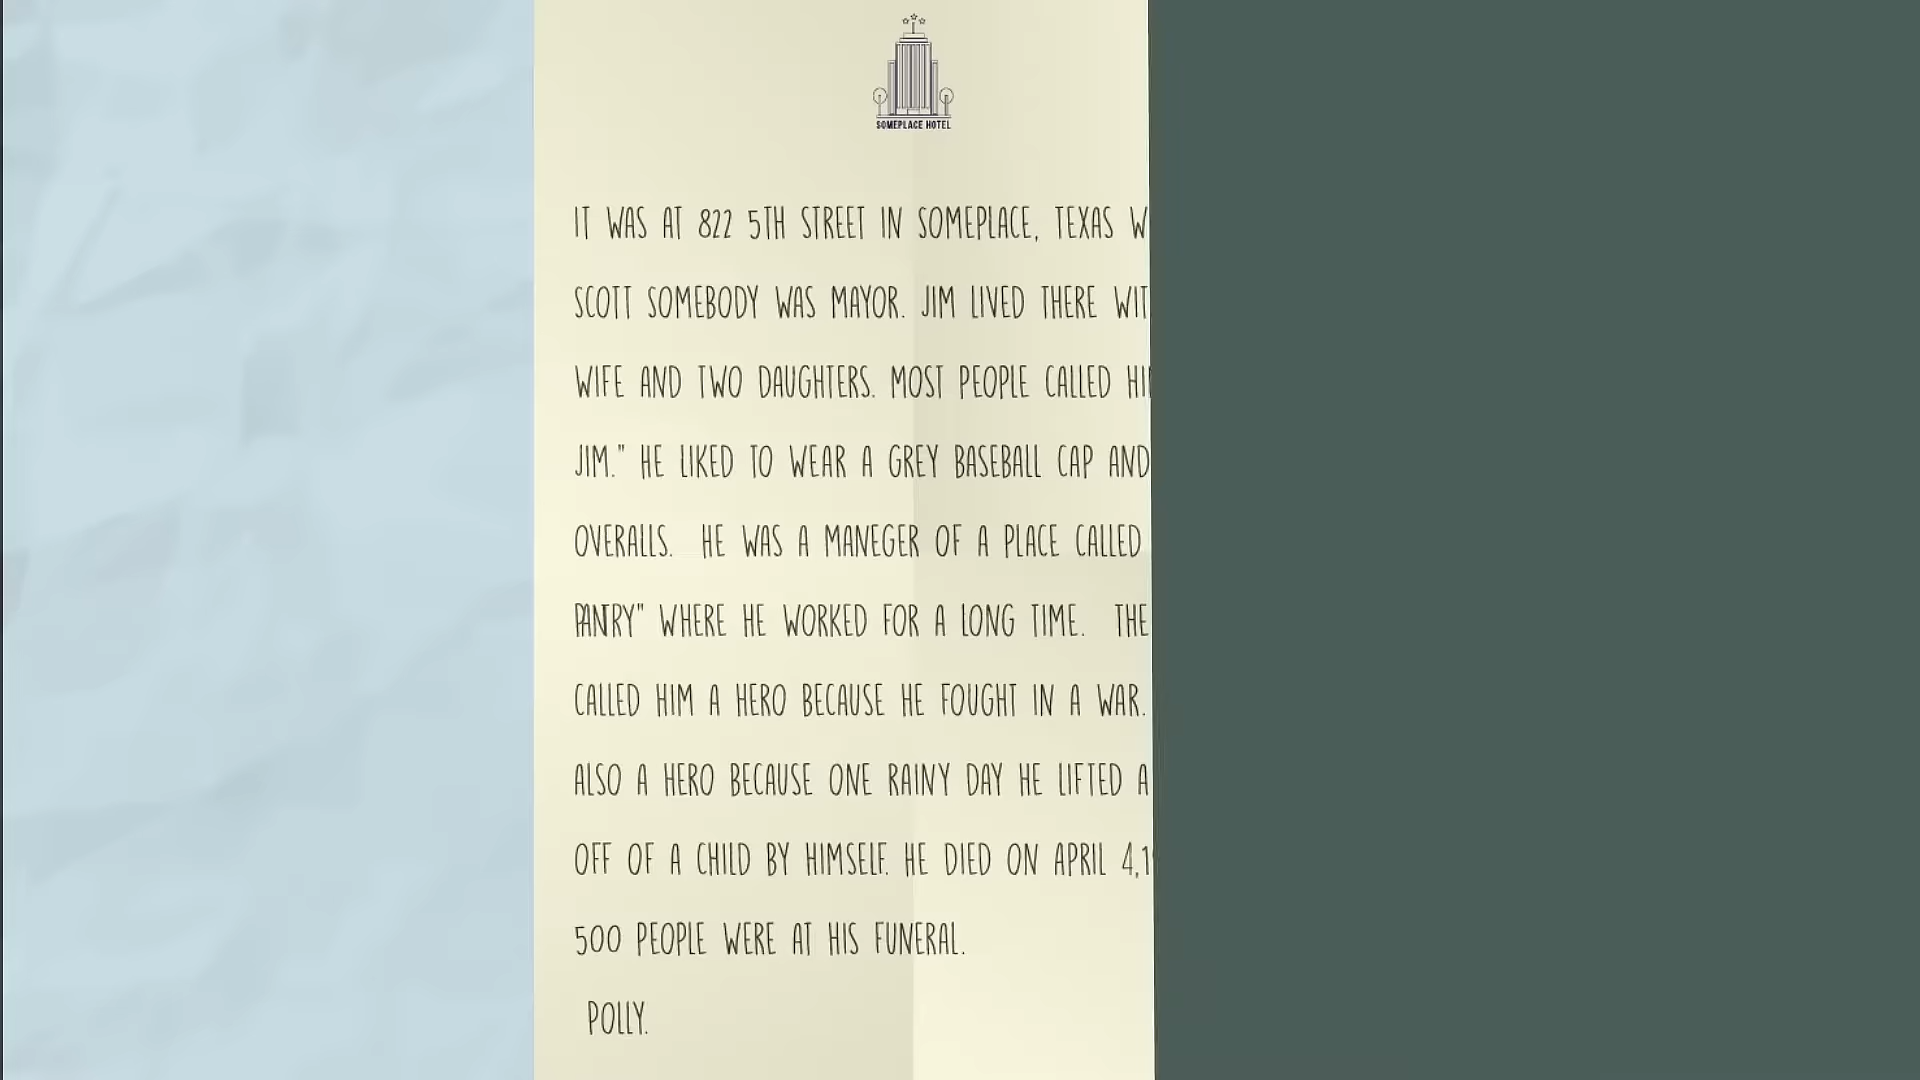 SOMEPLACE HOTEL
IT WAS AT 822 5TH STREET IN SOMEPLACE, TEXAS
SCOTT SOMEBODY WAS MAYOR. JIM LIVED THERE
WIFE AND TWO DAUGHTERS. MOST PEOPLE CALLED
JIM." HE LIKED TO WEAR A GREY BASEBALL CAP AND
OVERALLS. HE WAS A MANEGER OF A PLACE CALLED
PANTRY" WHERE HE WORKED FOR A LONG TIME. THE
CALLED HIM A HERO BECAUSE HE FOUGHT IN A WAR.
ALSO A HERO BECAUSE ONE RAINY DAY HE LIFTED A
OFF OF A CHILD BY HIMSELF. HE DIED ON APRIL 4,1
500 PEOPLE WERE AT HIS FUNERAL.
POLLY.